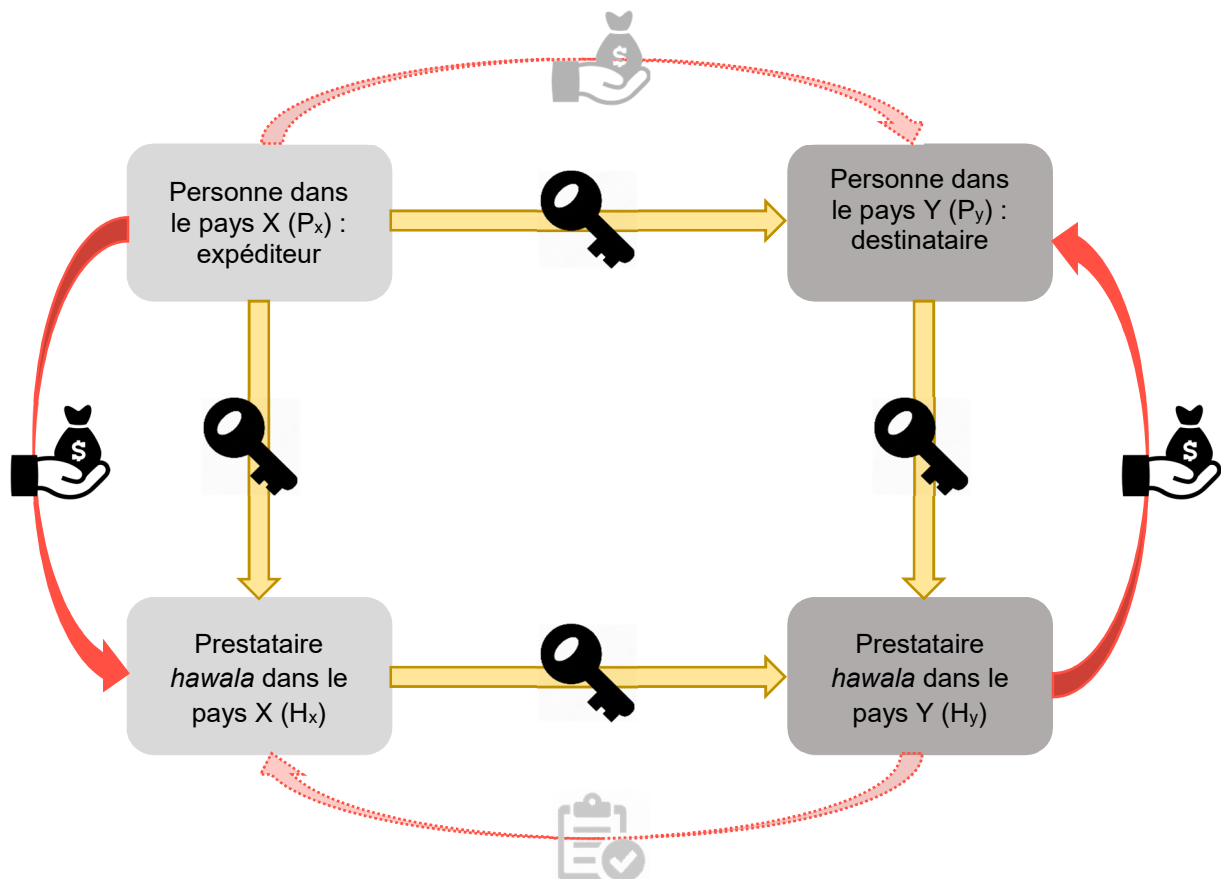 $
Personne dans
le pays X (Pₓ) :
expéditeur
Personne dans
le pays Y (Pᵧ) :
destinataire
$
$
Prestataire
hawala dans le
pays X (Hₓ)
Prestataire
hawala dans le
pays Y (Hᵧ)